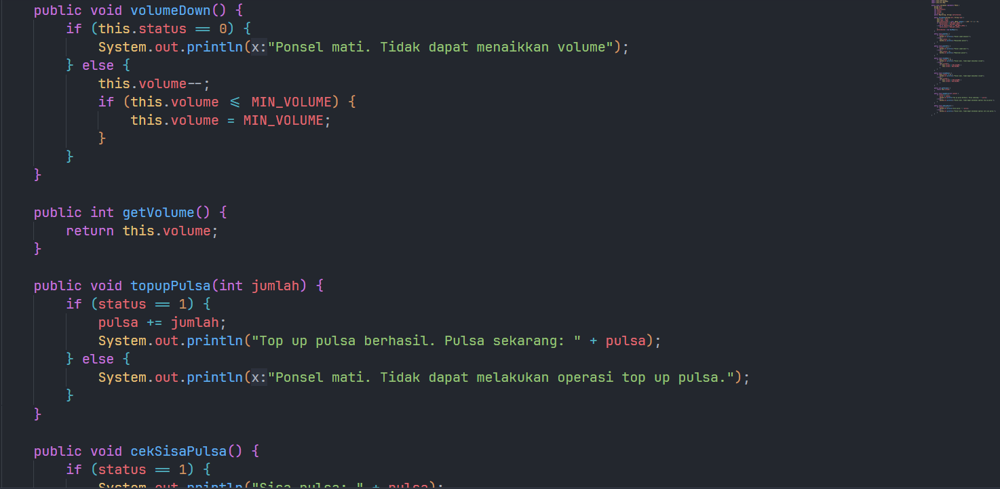 public void volumeDown() {
if (this.status == 0) {
System.out.println(x:"Ponsel mati. Tidak dapat menaikkan volume");
} else {
this.volume--;
if (this.volume <= MIN_VOLUME) {
this.volume = MIN_VOLUME;
}
}
}
public int getVolume() {
return this.volume;
}
public void topupPulsa(int jumlah) {
if (status == 1) {
pulsa += jumlah;
System.out.println("Top up pulsa berhasil. Pulsa sekarang: " + pulsa);
} else {
System.out.println(x:"Ponsel mati. Tidak dapat melakukan operasi top up pulsa.");
}
}
public void cekSisaPulsa() {
if (status == 1) {
System.out.println("Sisa pulsa: " + pulsa);